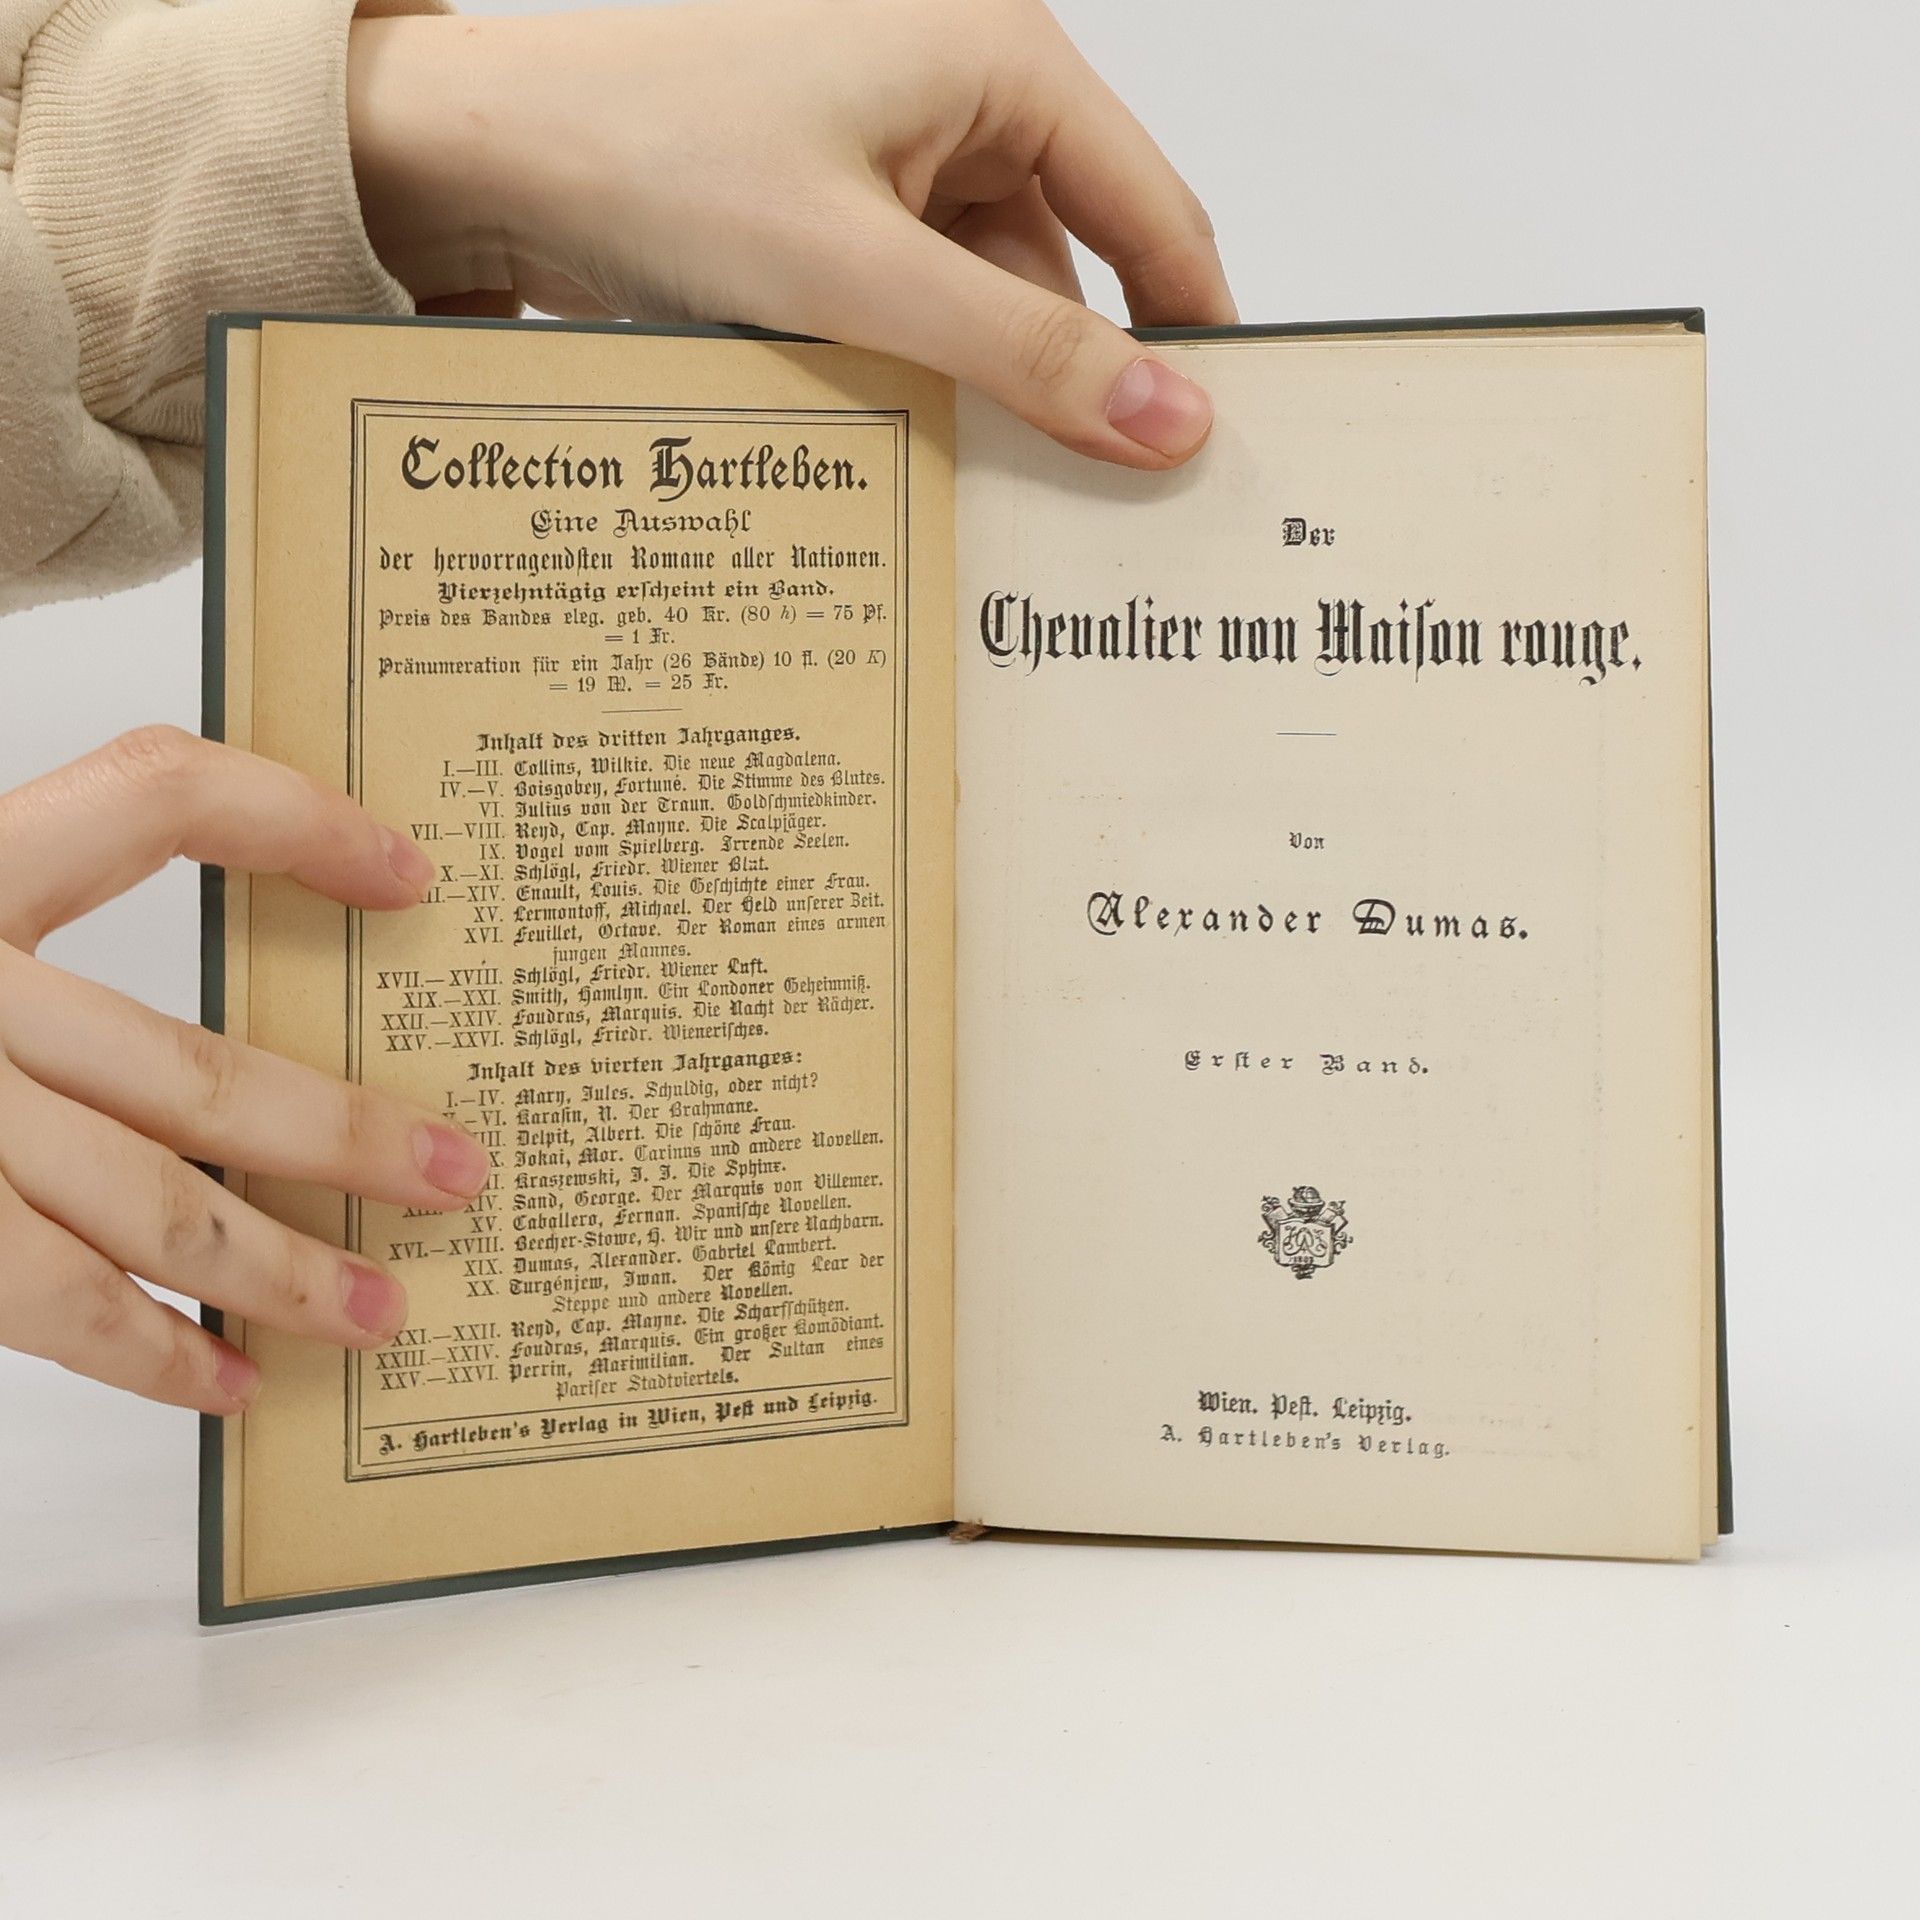 Collection Hartleben.
Eine Auswahl
der hervorragendſten Romane aller Nationen.
Vierzehntägig erſcheint ein Band.
Preis des Bandes eleg. geb. 40 Kr. (80 h) = 75 Pf.
= 1 Fr.
Pränumeration für ein Jahr (26 Bände) 10 fl. (20 K)
= 19 M. = 25 Fr.
Inhalt des dritten Jahrganges.
I.—III. Collins, Wilkie. Die neue Magdalena.
IV.—V. Boisgobey, Fortuné. Die Stimme des Blutes.
VI. Julius von der Traun. Goldſchmiedkinder.
VII.—VIII. Reyd, Cap. Mayne. Die Scalpjäger.
IX. Vogel vom Spielberg. Irrende Seelen.
X.—XI. Schlögl, Friedr. Wiener Blut.
II.—XIV. Enault, Louis. Die Geſchichte einer Frau.
XV. Lermontoff, Michael. Der Held unſerer Zeit.
XVI. Feuillet, Octave. Der Roman eines armen
jungen Mannes.
XVII.—XVIII. Schlögl, Friedr. Wiener Luft.
XIX.—XXI. Smith, Hamlyn. Ein Londoner Geheimniß.
XXII.—XXIV. Foudras, Marquis. Die Nacht der Rächer.
XXV.—XXVI. Schlögl, Friedr. Wieneriſches.
Inhalt des vierten Jahrganges:
I.—IV. Mary, Jules. Schuldig, oder nicht?
—VI. Karaſin, N. Der Brahmane.
III. Delpit, Albert. Die ſchöne Frau.
X. Jokai, Mor. Carinus und andere Novellen.
II. Kraszewski, J. I. Die Sphinx.
XIV. Sand, George. Der Marquis von Villemer.
XV. Caballero, Fernan. Spaniſche Novellen.
XVI.—XVIII. Beecher-Stowe, H. Wir und unſere Nachbarn.
XIX. Dumas, Alexander. Gabriel Lambert.
XX. Turgénjew, Iwan. Der König Lear der
Steppe und andere Novellen.
XXI.—XXII. Reyd, Cap. Mayne. Die Scharfſchützen.
XXIII.—XXIV. Foudras, Marquis. Ein großer Komödiant.
XXV.—XXVI. Perrin, Maximilian. Der Sultan eines
Pariſer Stadtviertels.
A. Hartleben's Verlag in Wien, Peſt und Leipzig.
Der
Chevalier von Maiſon rouge.
Von
Alexander Dumas.
Erſter Band.
Wien. Peſt. Leipzig.
A. Hartleben's Verlag.